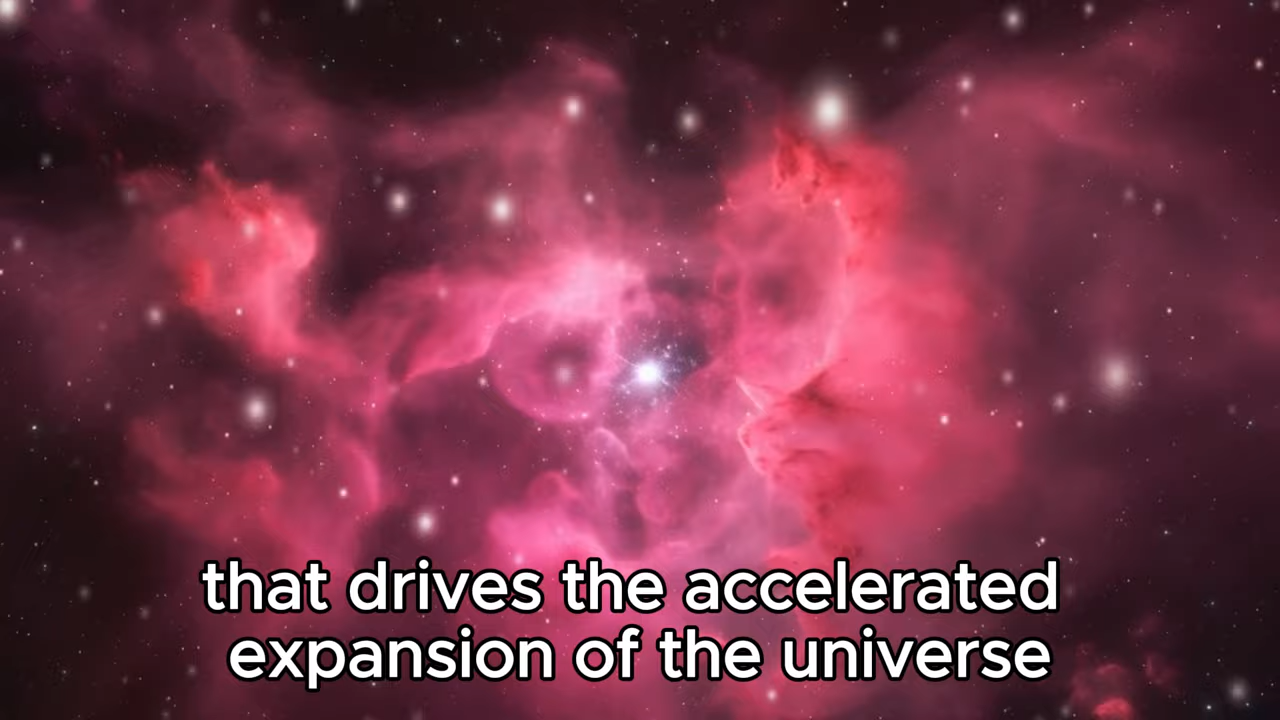 that drives the accelerated
expansion of the universe